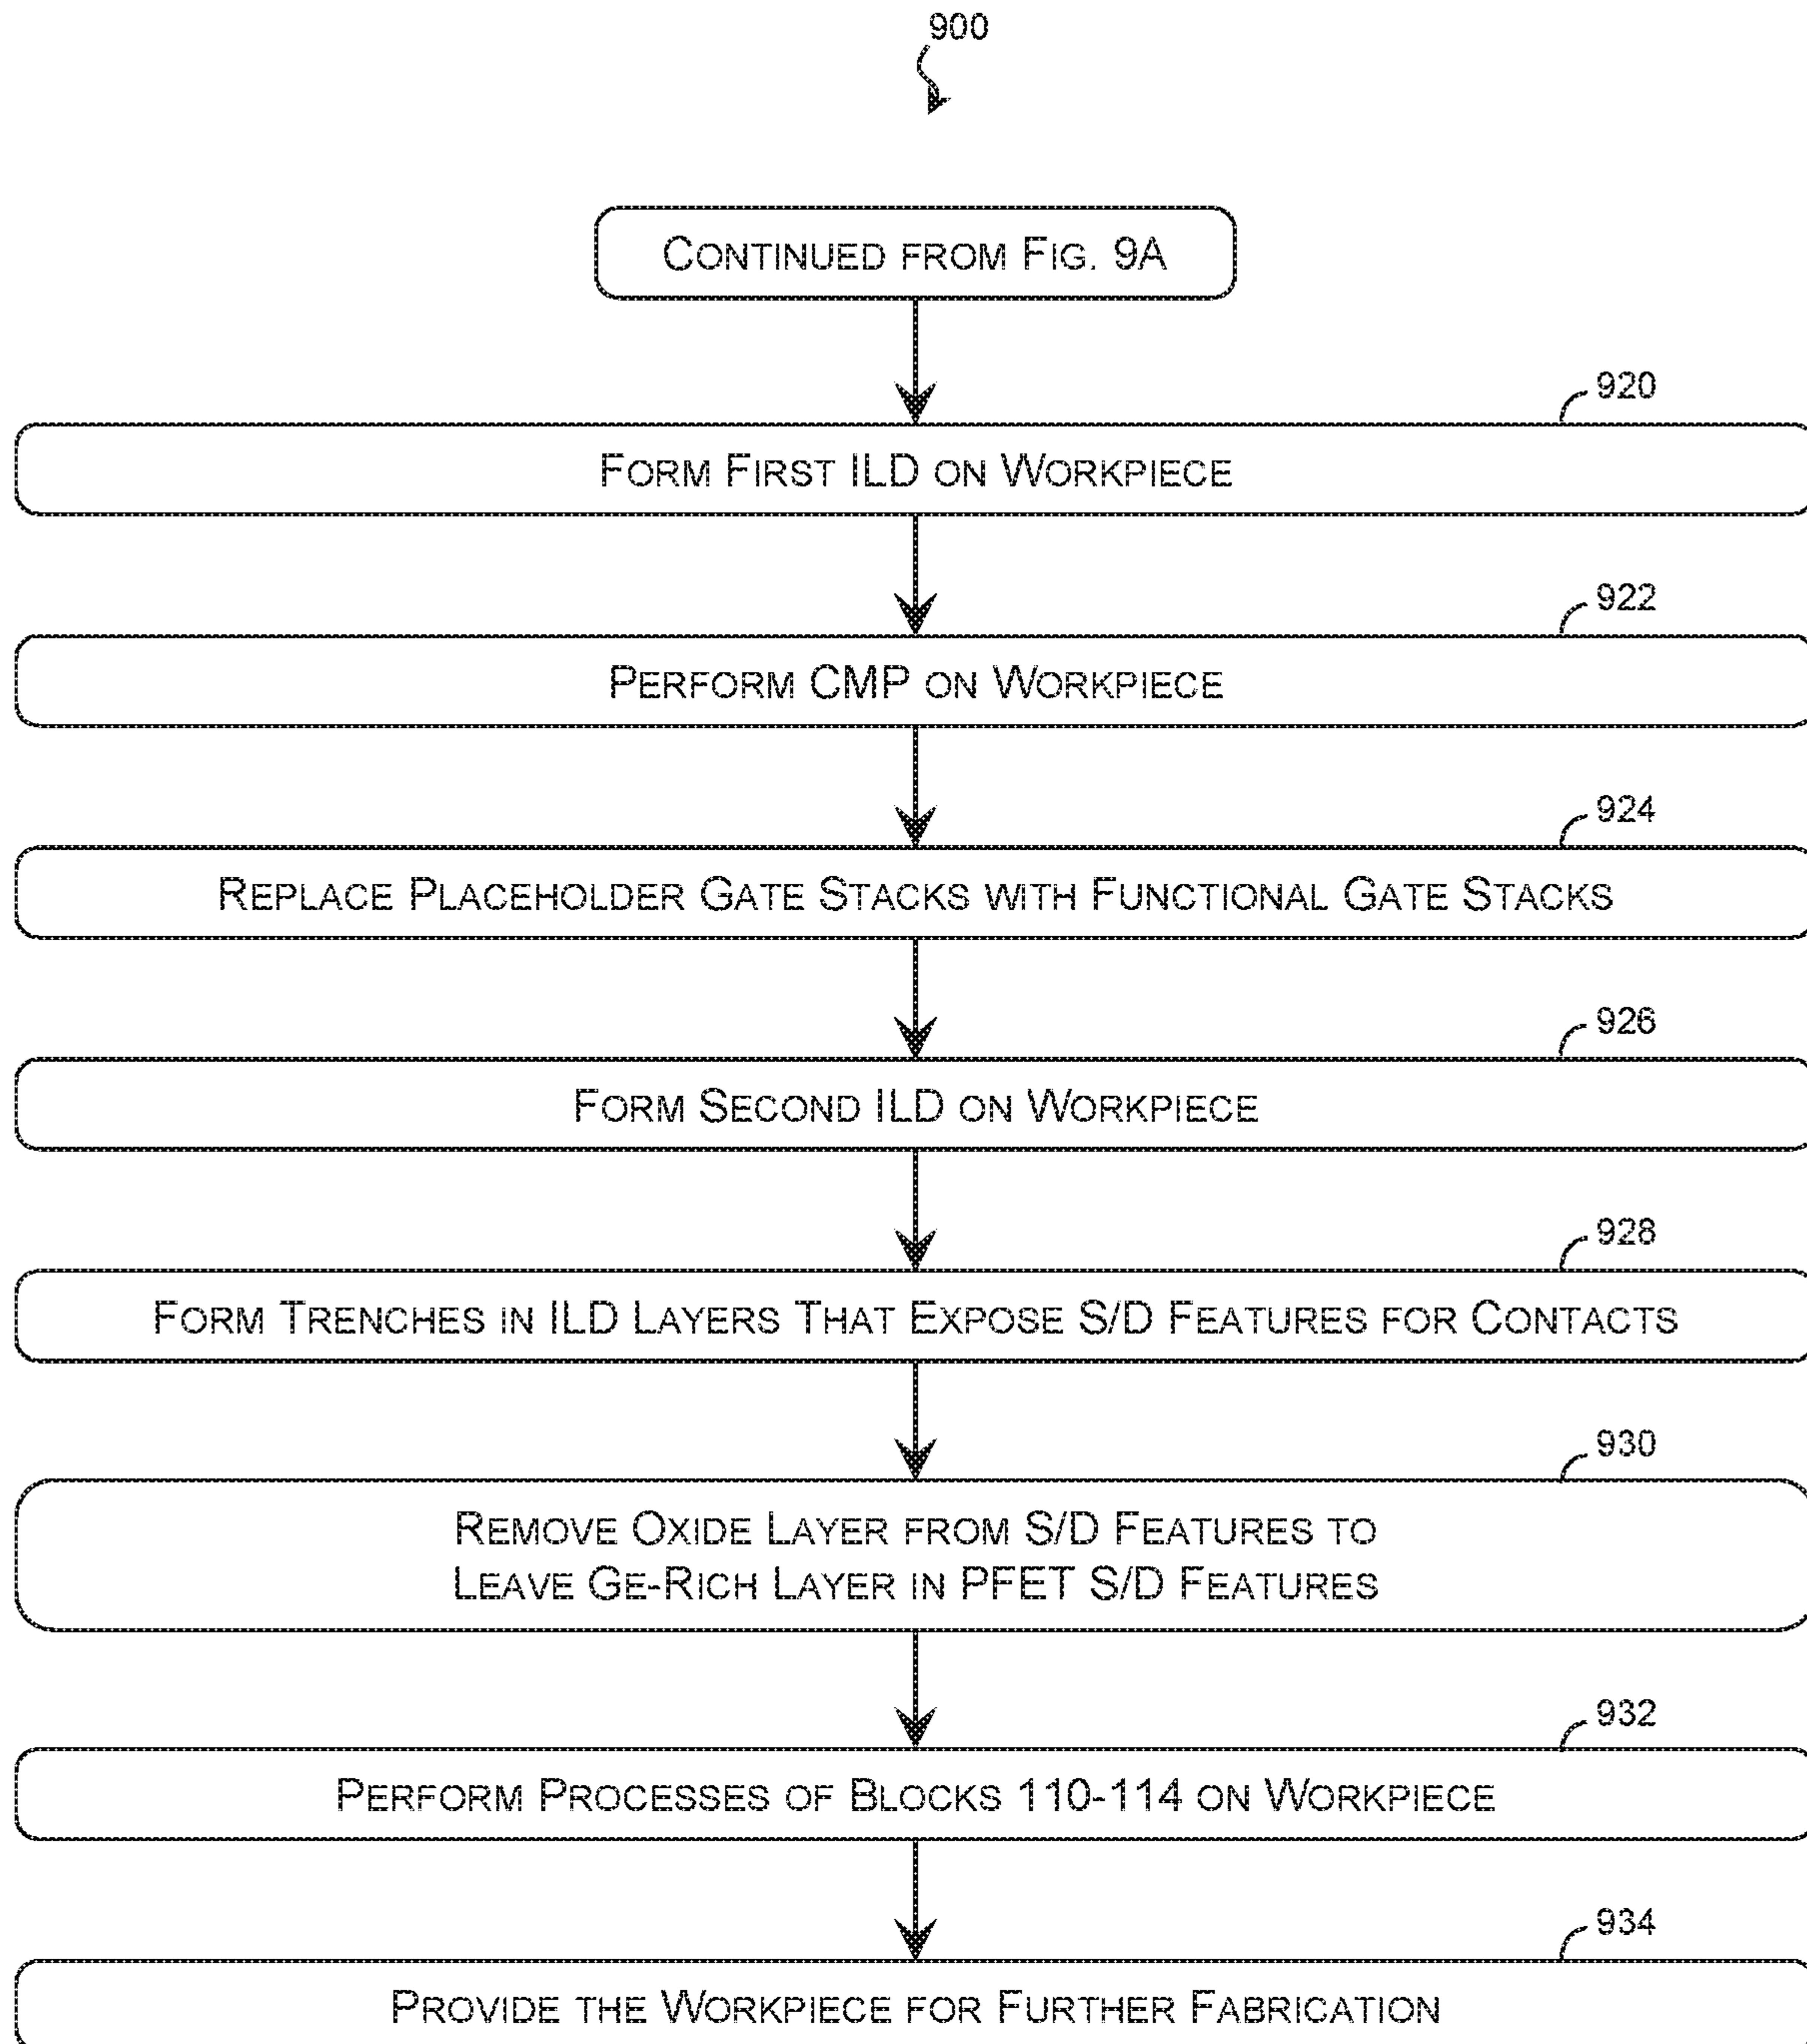 900
Continued from Fig. 9A
920
Form First ILD on Workpiece
922
Perform CMP on Workpiece
924
Replace Placeholder Gate Stacks with Functional Gate Stacks
926
Form Second ILD on Workpiece
928
Form Trenches in ILD Layers That Expose S/D Features for Contacts
930
Remove Oxide Layer from S/D Features to
Leave Ge-Rich Layer in PFET S/D Features
932
Perform Processes of Blocks 110-114 on Workpiece
934
Provide the Workpiece for Further Fabrication